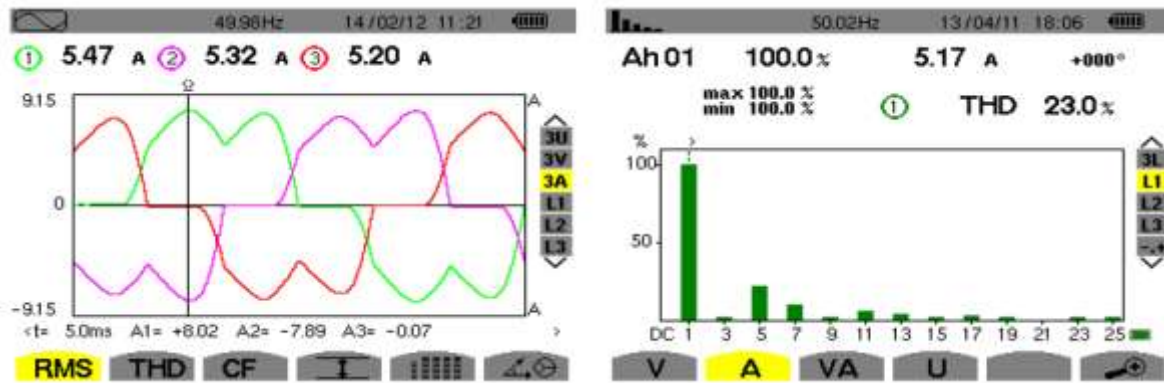 49.98Hz 14/02/12 11:21
1 5.47 A 2 5.32 A 3 5.20 A
9.15
A
0
-9.15
A
<t= 5.0ms A1= +8.02 A2= -7.89 A3= -0.07 >
3U
3V
3A
L1
L2
L3
RMS THD CF
50.02Hz 13/04/11 18:06
Ah 01 100.0 % 5.17 A +000°
max 100.0 %
min 100.0 %
1 THD 23.0 %
%
100
50
DC 1 3 5 7 9 11 13 15 17 19 21 23 25
3L
L1
L2
L3
-.+
V A VA U